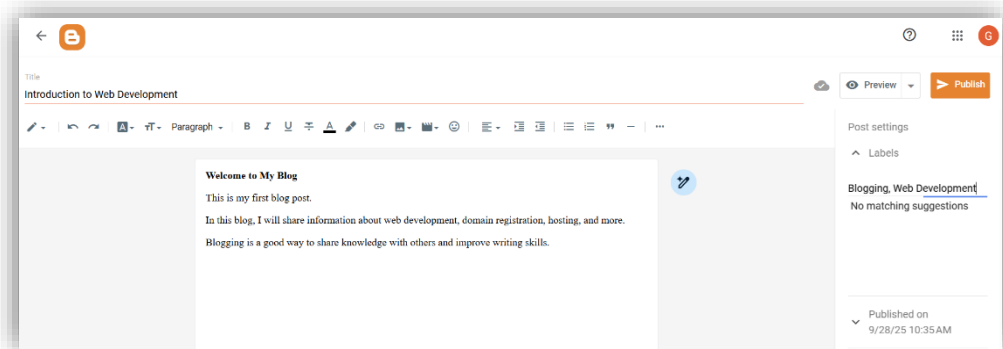 G
Title
Introduction to Web Development
Preview
Publish
Paragraph
B I U T A
Post settings
Labels
Welcome to My Blog
This is my first blog post.
In this blog, I will share information about web development, domain registration, hosting, and more.
Blogging is a good way to share knowledge with others and improve writing skills.
Blogging, Web Development
No matching suggestions
Published on
9/28/25 10:35 AM